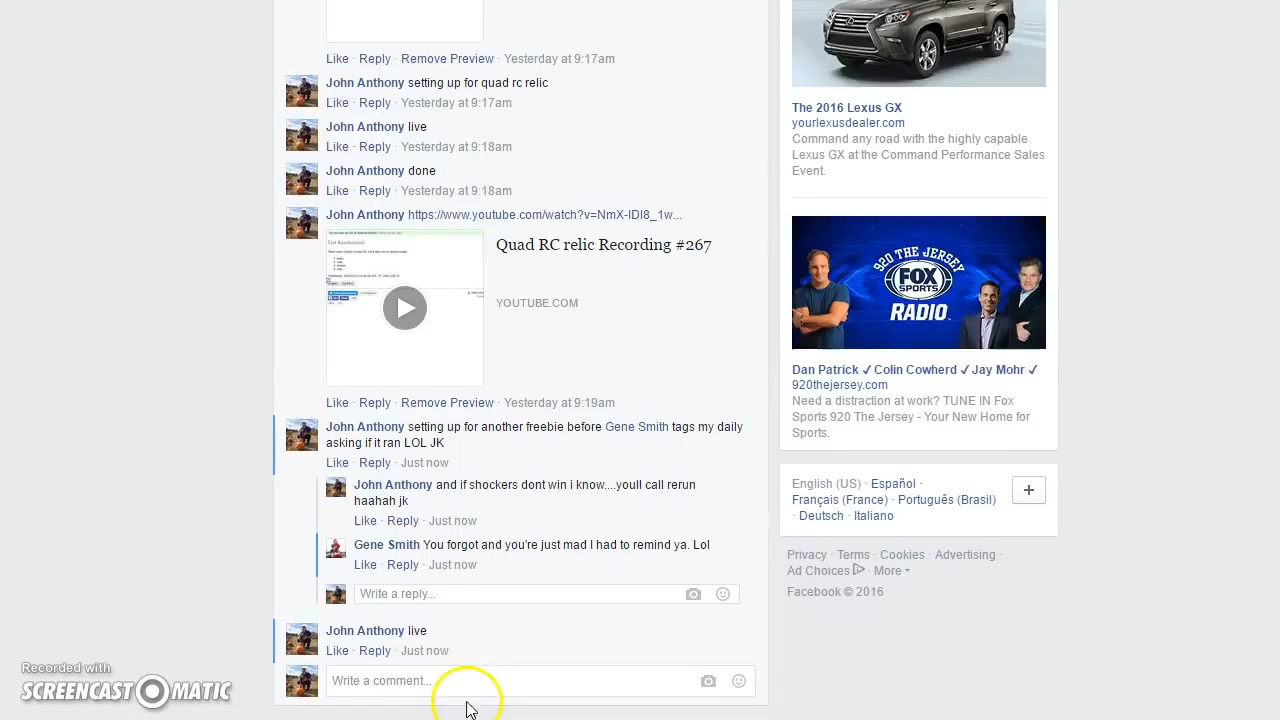 Like · Reply · Remove Preview · Yesterday at 9:17am
John Anthony setting up for quad rc relic
Like · Reply · Yesterday at 9:17am
John Anthony live
Like · Reply · Yesterday at 9:18am
John Anthony done
Like · Reply · Yesterday at 9:18am
John Anthony https://www.youtube.com/watch?v=NmX-IDl8_1w...
Quad RC relic Recording #267
YOUTUBE.COM
Like · Reply · Remove Preview · Yesterday at 9:19am
John Anthony setting up for another freebie before Gene Smith tags my daily
asking if it ran LOL JK
Like · Reply · Just now
John Anthony and if shockers dont win i know....youll call rerun
haahah jk
Like · Reply · Just now
Gene Smith You forgot and you're just mad I had to remind ya. Lol
Like · Reply · Just now
Write a reply...
John Anthony live
Like · Reply · Just now
Write a comment...
The 2016 Lexus GX
yourlexusdealer.com
Command any road with the highly capable
Lexus GX at the Command Performance Sales
Event.
920 THE JERSEY
FOX
SPORTS
RADIO
Dan Patrick ✓ Colin Cowherd ✓ Jay Mohr ✓
920thejersey.com
Need a distraction at work? TUNE IN Fox
Sports 920 The Jersey - Your New Home for
Sports.
English (US) · Español ·
Français (France) · Português (Brasil)
· Deutsch · Italiano
Privacy · Terms · Cookies · Advertising ·
Ad Choices · More
Facebook © 2016
Recorded with
SCREENCAST-O-MATIC